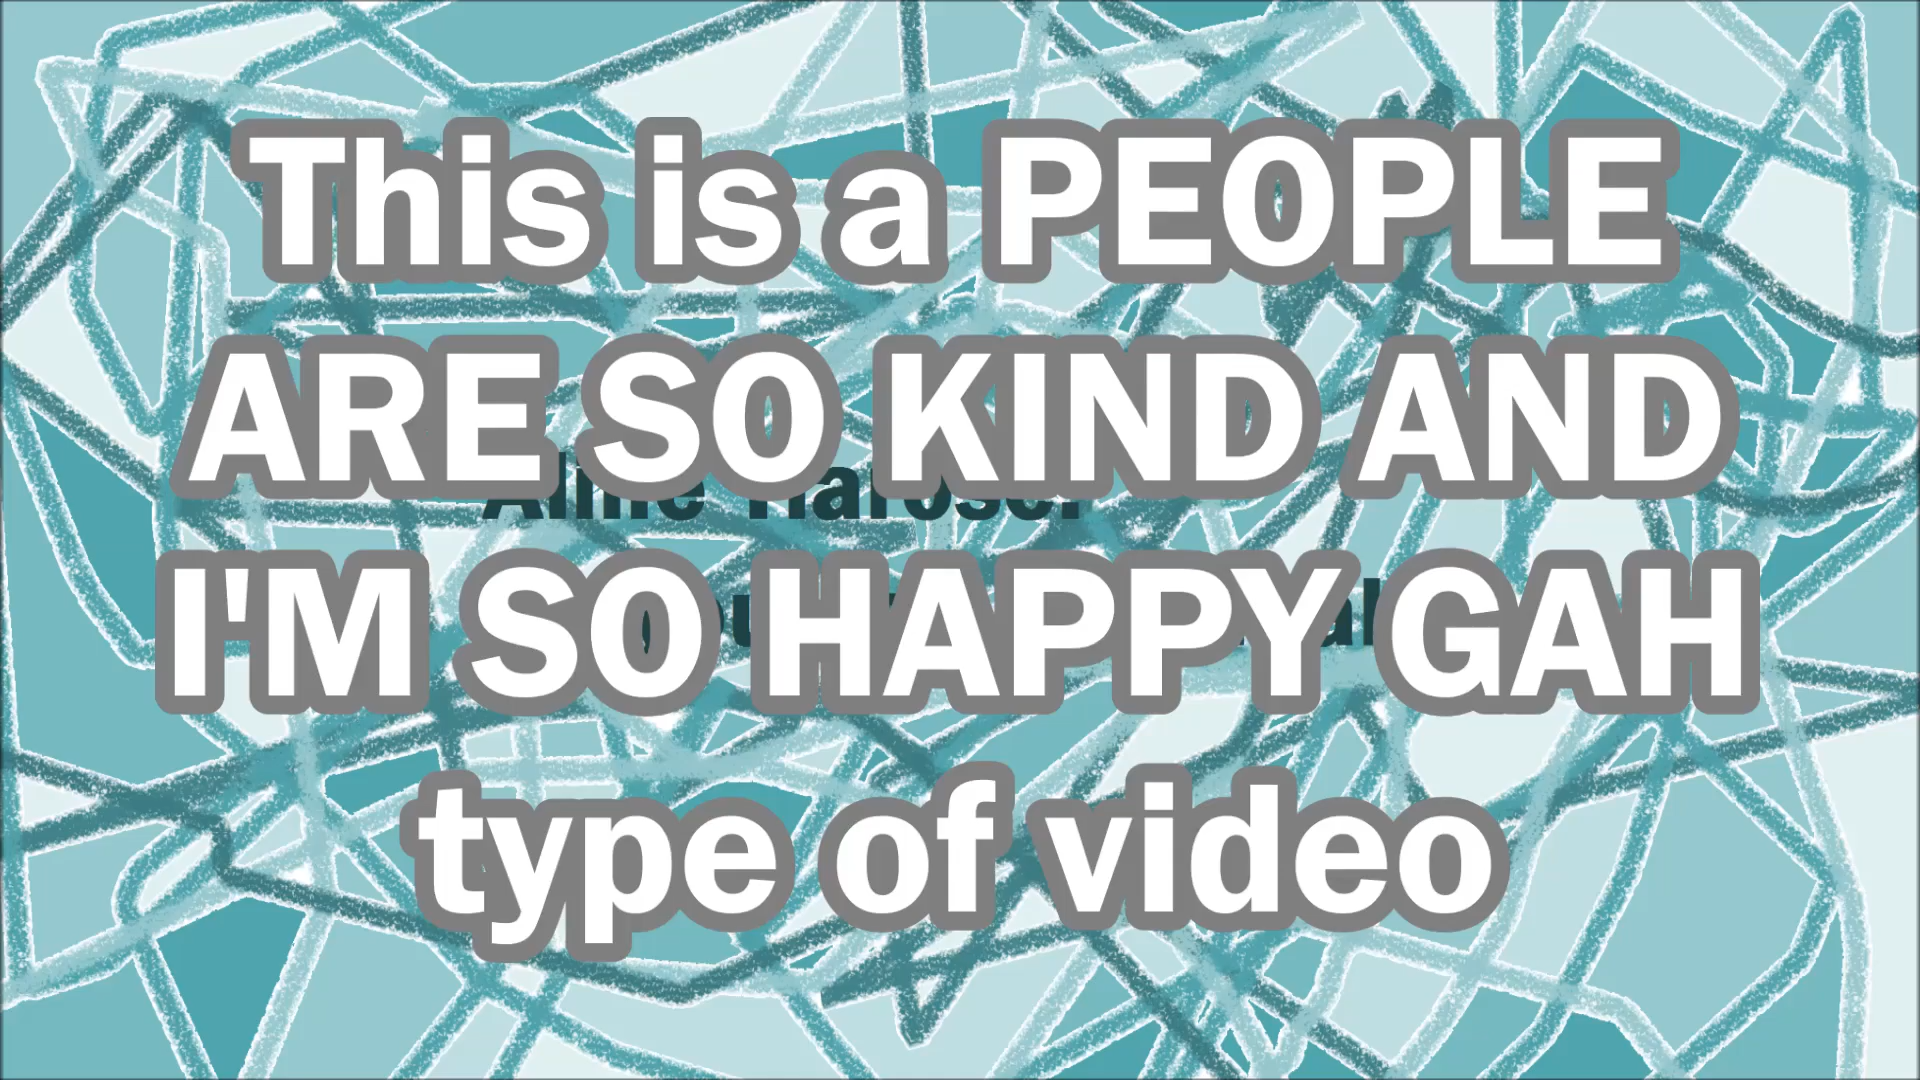 This is a PEOPLE
ARE SO KIND AND
I'M SO HAPPY GAH
type of video